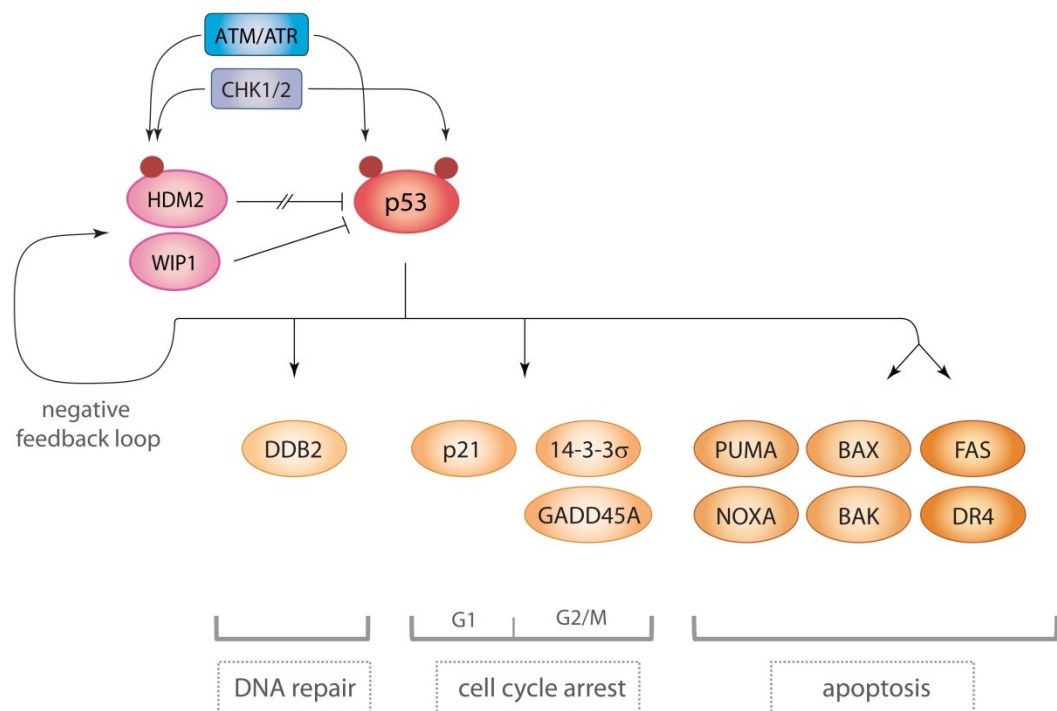 ATM/ATR
CHK1/2
HDM2
p53
WIP1
negative
feedback loop
DDB2
p21
14-3-3σ
PUMA
BAX
FAS
GADD45A
NOXA
BAK
DR4
G1
G2/M
DNA repair
cell cycle arrest
apoptosis